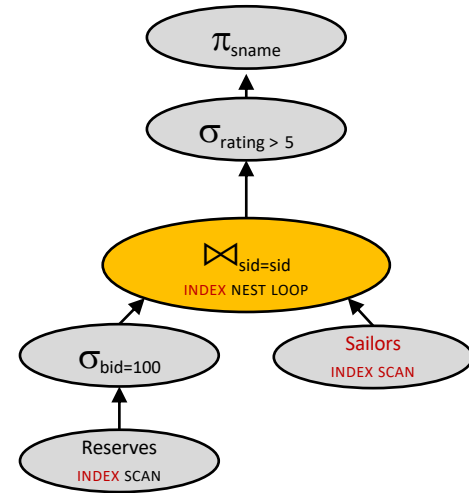 πsname
σrating > 5
⋈sid=sid
INDEX NEST LOOP
σbid=100
Sailors
INDEX SCAN
Reserves
INDEX SCAN